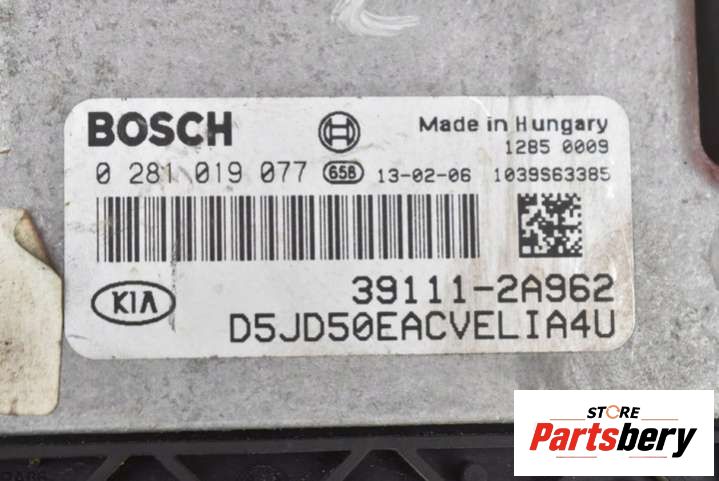 BOSCH
Made in Hungary
1285 0009
0 281 019 077 658 13-02-06 1039S63385
KIA
39111-2A962
D5JD50EACVELIA4U
STORE
Partsbery